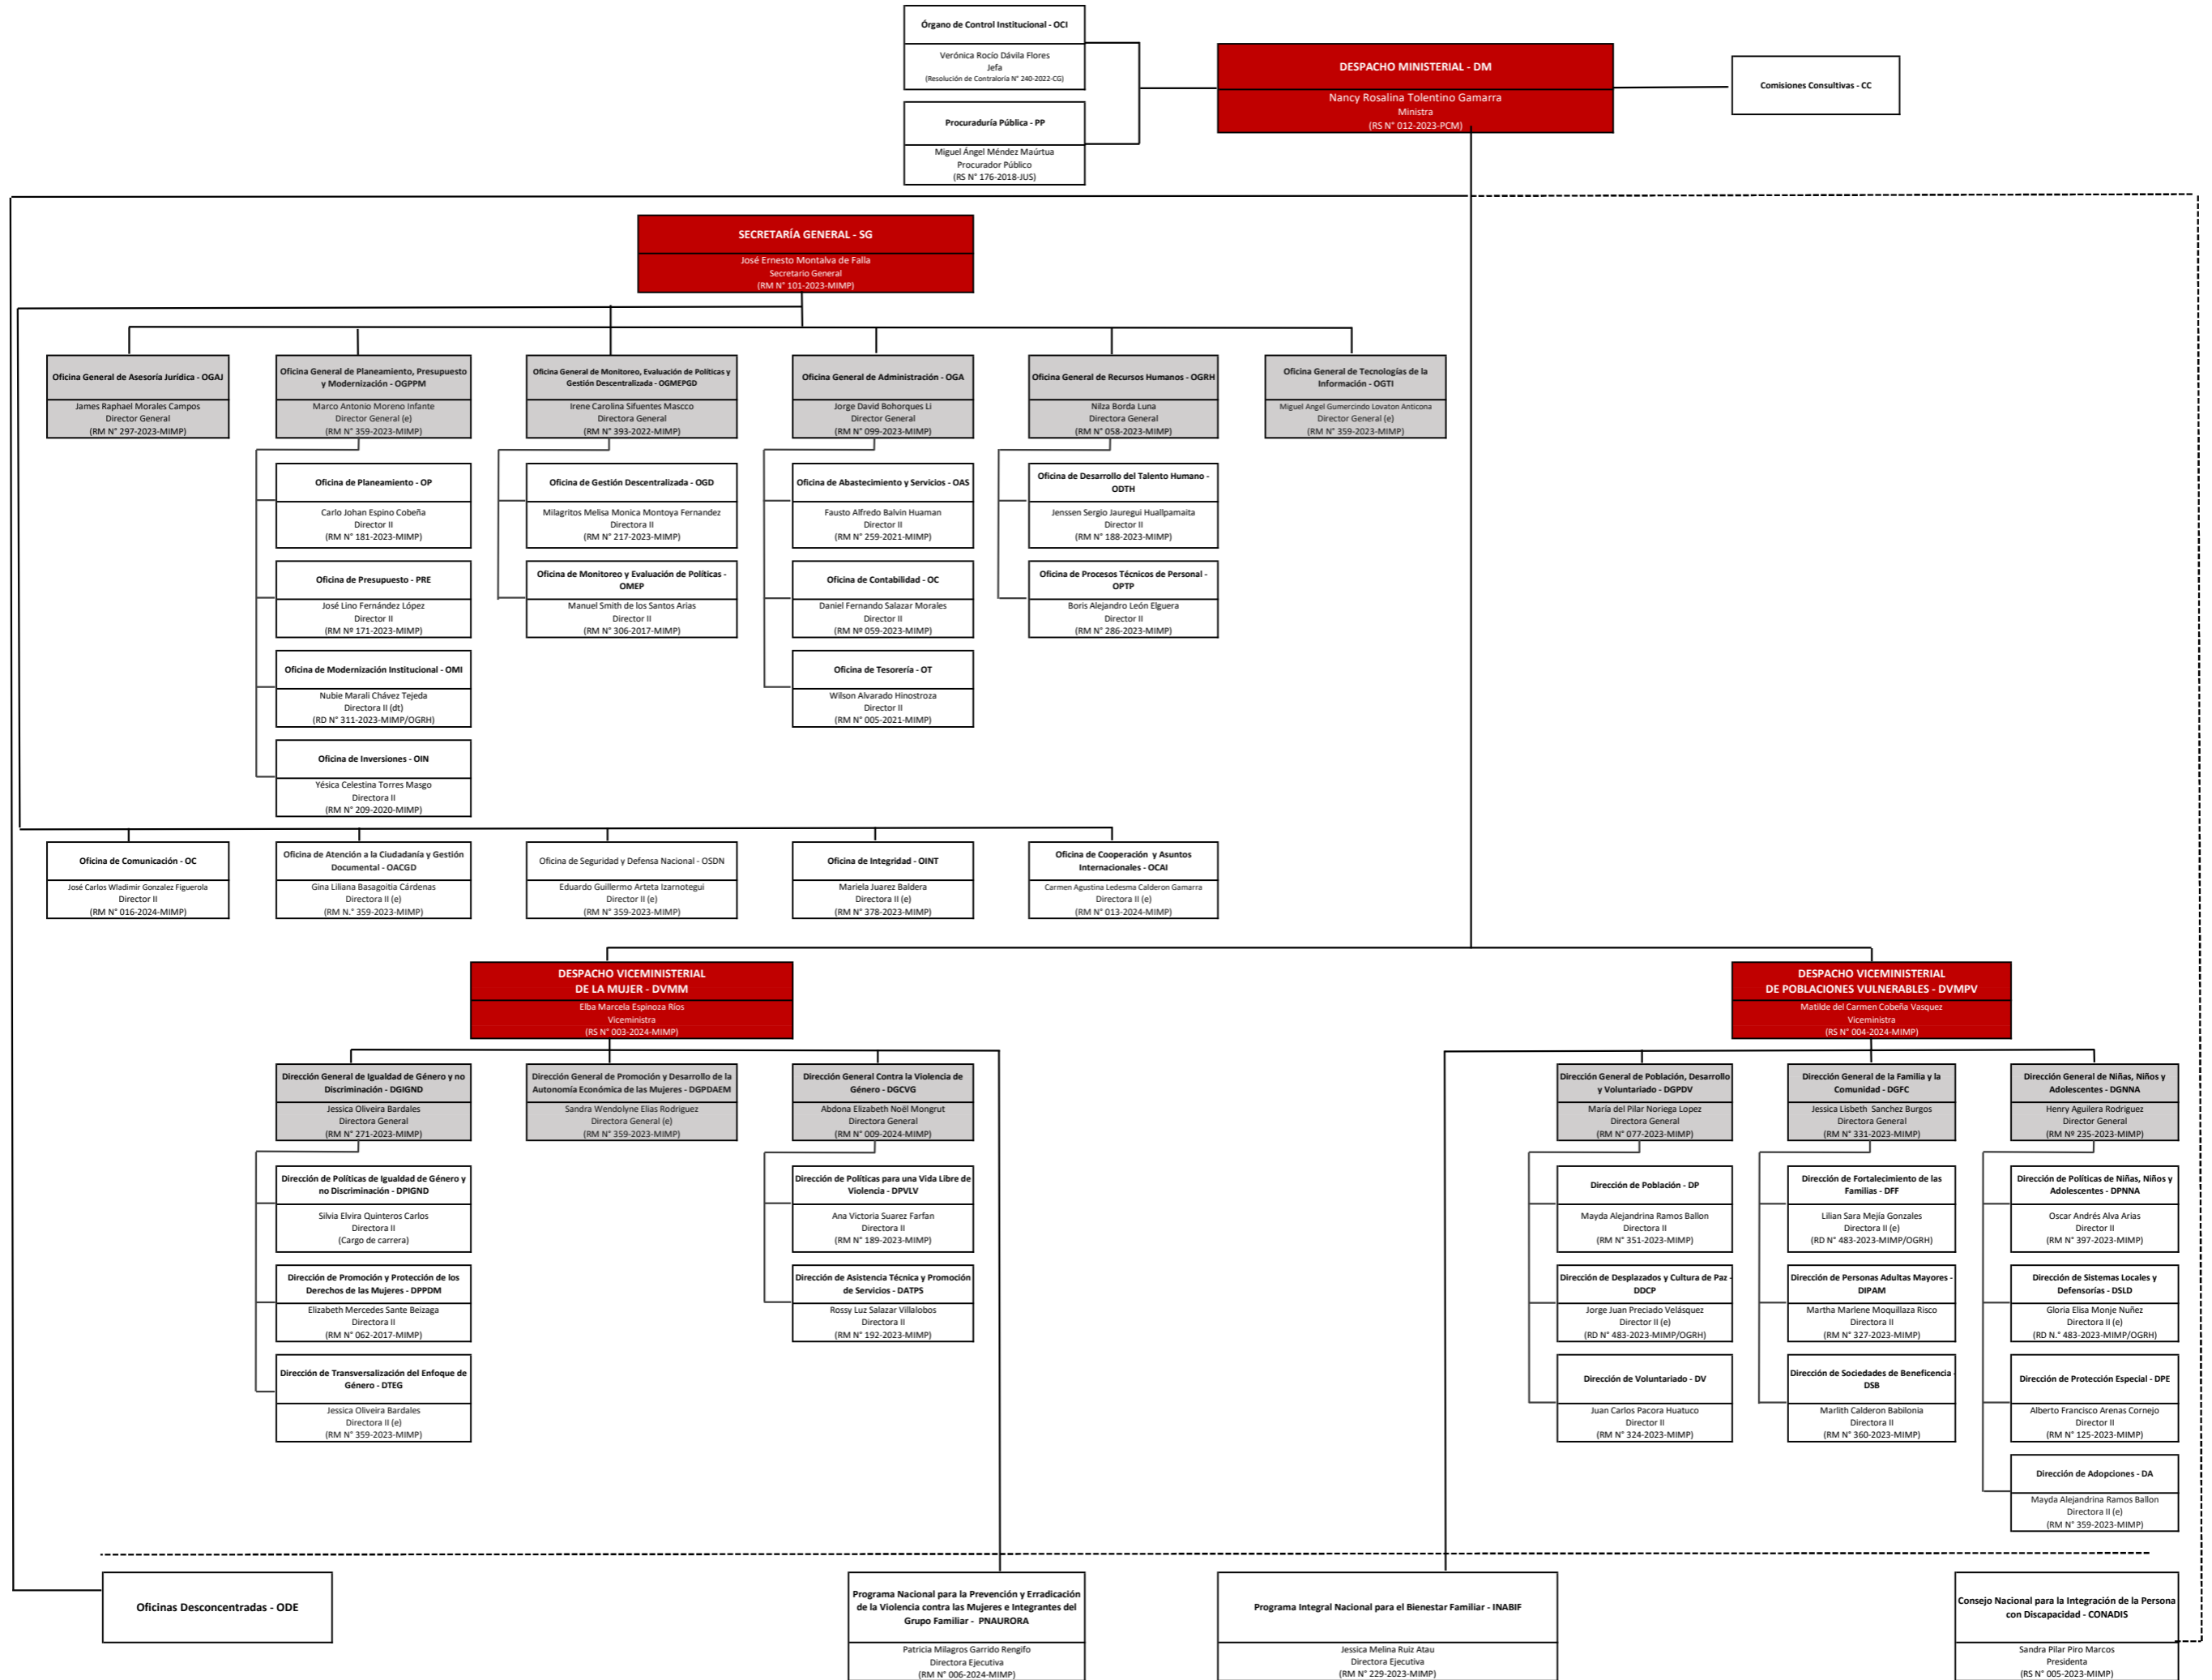 Órgano de Control Institucional - OCI
Verónica Rocío Dávila Flores
Jefa
(Resolución de Contraloría N° 240-2022-CG)
DESPACHO MINISTERIAL - DM
Nancy Rosalina Tolentino Gamarra
Ministra
(RS N° 012-2023-PCM)
Comisiones Consultivas - CC
Procuraduría Pública - PP
Miguel Ángel Méndez Maúrtua
Procurador Público
(RS N° 176-2018-JUS)
SECRETARÍA GENERAL - SG
José Ernesto Montalva de Falla
Secretario General
(RM N° 101-2023-MIMP)
Oficina General de Asesoría Jurídica - OGAJ
James Raphael Morales Campos
Director General
(RM N° 297-2023-MIMP)
Oficina General de Planeamiento, Presupuesto
y Modernización - OGPPM
Marco Antonio Moreno Infante
Director General (e)
(RM N° 359-2023-MIMP)
Oficina General de Monitoreo, Evaluación de Políticas y
Gestión Descentralizada - OGMEPGD
Irene Carolina Sifuentes Mascco
Directora General
(RM N° 393-2022-MIMP)
Oficina General de Administración - OGA
Jorge David Bohorques Li
Director General
(RM N° 099-2023-MIMP)
Oficina General de Recursos Humanos - OGRH
Nilza Borda Luna
Directora General
(RM N° 058-2023-MIMP)
Oficina General de Tecnologías de la
Información - OGTI
Miguel Angel Gumercindo Lovaton Anticona
Director General (e)
(RM N° 359-2023-MIMP)
Oficina de Planeamiento - OP
Carlo Johan Espino Cobeña
Director II
(RM N° 181-2023-MIMP)
Oficina de Presupuesto - PRE
José Lino Fernández López
Director II
(RM Nº 171-2023-MIMP)
Oficina de Modernización Institucional - OMI
Nubie Marali Chávez Tejeda
Directora II (dt)
(RD N° 311-2023-MIMP/OGRH)
Oficina de Inversiones - OIN
Yésica Celestina Torres Masgo
Directora II
(RM N° 209-2020-MIMP)
Oficina de Gestión Descentralizada - OGD
Milagritos Melisa Monica Montoya Fernandez
Directora II
(RM N° 217-2023-MIMP)
Oficina de Monitoreo y Evaluación de Políticas -
OMEP
Manuel Smith de los Santos Arias
Director II
(RM N° 306-2017-MIMP)
Oficina de Abastecimiento y Servicios - OAS
Fausto Alfredo Balvin Huaman
Director II
(RM N° 259-2021-MIMP)
Oficina de Contabilidad - OC
Daniel Fernando Salazar Morales
Director II
(RM Nº 059-2023-MIMP)
Oficina de Tesorería - OT
Wilson Alvarado Hinostroza
Director II
(RM N° 005-2021-MIMP)
Oficina de Desarrollo del Talento Humano -
ODTH
Jenssen Sergio Jauregui Huallpamaita
Director II
(RM N° 188-2023-MIMP)
Oficina de Procesos Técnicos de Personal -
OPTP
Boris Alejandro León Elguera
Director II
(RM N° 286-2023-MIMP)
Oficina de Comunicación - OC
José Carlos Wladimir Gonzalez Figuerola
Director II
(RM N° 016-2024-MIMP)
Oficina de Atención a la Ciudadanía y Gestión
Documental - OACGD
Gina Liliana Basagoitia Cárdenas
Directora II (e)
(RM N.° 359-2023-MIMP)
Oficina de Seguridad y Defensa Nacional - OSDN
Eduardo Guillermo Arteta Izarnotegui
Director II (e)
(RM N° 359-2023-MIMP)
Oficina de Integridad - OINT
Mariela Juarez Baldera
Directora II (e)
(RM N° 378-2023-MIMP)
Oficina de Cooperación y Asuntos
Internacionales - OCAI
Carmen Agustina Ledesma Calderon Gamarra
Directora II (e)
(RM N° 013-2024-MIMP)
DESPACHO VICEMINISTERIAL
DE LA MUJER - DVMM
Elba Marcela Espinoza Ríos
Viceministra
(RS N° 003-2024-MIMP)
DESPACHO VICEMINISTERIAL
DE POBLACIONES VULNERABLES - DVMPV
Matilde del Carmen Cobeña Vasquez
Viceministra
(RS N° 004-2024-MIMP)
Dirección General de Igualdad de Género y no
Discriminación - DGIGND
Jessica Oliveira Bardales
Directora General
(RM N° 271-2023-MIMP)
Dirección General de Promoción y Desarrollo de la
Autonomía Económica de las Mujeres - DGPDAEM
Sandra Wendolyne Elias Rodriguez
Directora General (e)
(RM N° 359-2023-MIMP)
Dirección General Contra la Violencia de
Género - DGCVG
Abdona Elizabeth Noël Mongrut
Directora General
(RM N° 009-2024-MIMP)
Dirección General de Población, Desarrollo
y Voluntariado - DGPDV
María del Pilar Noriega Lopez
Directora General
(RM N° 077-2023-MIMP)
Dirección General de la Familia y la
Comunidad - DGFC
Jessica Lisbeth Sanchez Burgos
Directora General
(RM N° 331-2023-MIMP)
Dirección General de Niñas, Niños y
Adolescentes - DGNNA
Henry Aguilera Rodriguez
Director General
(RM Nº 235-2023-MIMP)
Dirección de Políticas de Igualdad de Género y
no Discriminación - DPIGND
Silvia Elvira Quinteros Carlos
Directora II
(Cargo de carrera)
Dirección de Promoción y Protección de los
Derechos de las Mujeres - DPPDM
Elizabeth Mercedes Sante Beizaga
Directora II
(RM N° 062-2017-MIMP)
Dirección de Transversalización del Enfoque de
Género - DTEG
Jessica Oliveira Bardales
Directora II (e)
(RM N° 359-2023-MIMP)
Dirección de Políticas para una Vida Libre de
Violencia - DPVLV
Ana Victoria Suarez Farfan
Directora II
(RM N° 189-2023-MIMP)
Dirección de Asistencia Técnica y Promoción
de Servicios - DATPS
Rossy Luz Salazar Villalobos
Directora II
(RM N° 192-2023-MIMP)
Dirección de Población - DP
Mayda Alejandrina Ramos Ballon
Directora II
(RM N° 351-2023-MIMP)
Dirección de Desplazados y Cultura de Paz -
DDCP
Jorge Juan Preciado Velásquez
Director II (e)
(RD N° 483-2023-MIMP/OGRH)
Dirección de Voluntariado - DV
Juan Carlos Pacora Huatuco
Director II
(RM N° 324-2023-MIMP)
Dirección de Fortalecimiento de las
Familias - DFF
Lilian Sara Mejía Gonzales
Directora II (e)
(RD N° 483-2023-MIMP/OGRH)
Dirección de Personas Adultas Mayores -
DIPAM
Martha Marlene Moquillaza Risco
Directora II
(RM N° 327-2023-MIMP)
Dirección de Sociedades de Beneficencia -
DSB
Marlith Calderon Babilonia
Directora II
(RM N° 360-2023-MIMP)
Dirección de Políticas de Niñas, Niños y
Adolescentes - DPNNA
Oscar Andrés Alva Arias
Director II
(RM N° 397-2023-MIMP)
Dirección de Sistemas Locales y
Defensorías - DSLD
Gloria Elisa Monje Nuñez
Directora II (e)
(RD N.° 483-2023-MIMP/OGRH)
Dirección de Protección Especial - DPE
Alberto Francisco Arenas Cornejo
Director II
(RM N° 125-2023-MIMP)
Dirección de Adopciones - DA
Mayda Alejandrina Ramos Ballon
Directora II (e)
(RM N° 359-2023-MIMP)
Oficinas Desconcentradas - ODE
Programa Nacional para la Prevención y Erradicación
de la Violencia contra las Mujeres e Integrantes del
Grupo Familiar - PNAURORA
Patricia Milagros Garrido Rengifo
Directora Ejecutiva
(RM N° 006-2024-MIMP)
Programa Integral Nacional para el Bienestar Familiar - INABIF
Jessica Melina Ruiz Atau
Directora Ejecutiva
(RM N° 229-2023-MIMP)
Consejo Nacional para la Integración de la Persona
con Discapacidad - CONADIS
Sandra Pilar Piro Marcos
Presidenta
(RS N° 005-2023-MIMP)